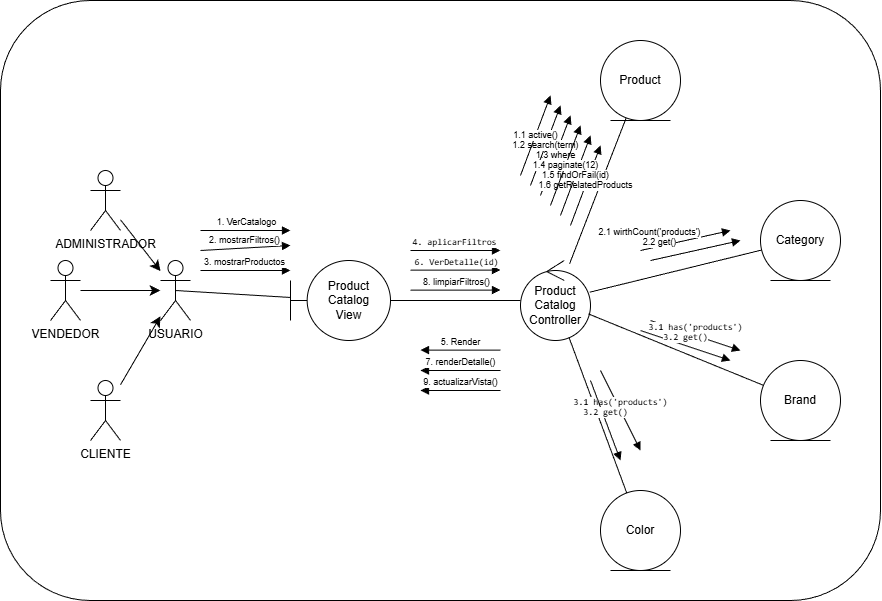 Product
1.1 active()
1.2 search(term)
1.3 where
1.4 paginate(12)
1.5 findOrFail(id)
1.6 getRelatedProducts
ADMINISTRADOR
1. VerCatalogo
2. mostrarFiltros()
3. mostrarProductos
4. aplicarFiltros
6. VerDetalle(id)
8. limpiarFiltros()
2.1 wirthCount('products')
2.2 get()
Category
VENDEDOR
USUARIO
Product
Catalog
View
Product
Catalog
Controller
3.1 has('products')
3.2 get()
5. Render
7. renderDetalle()
9. actualizarVista()
Brand
3.1 has('products')
3.2 get()
CLIENTE
Color